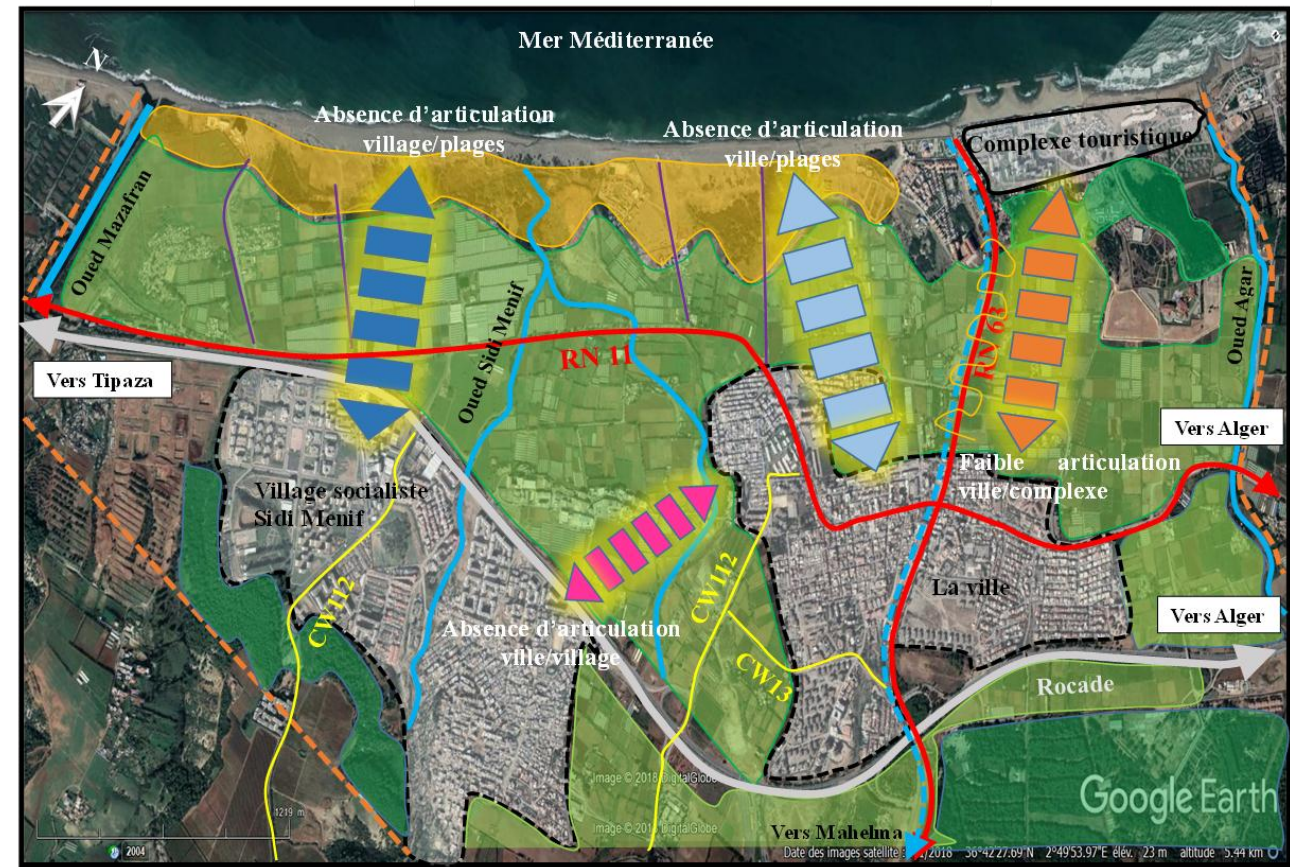 Mer Méditerranée
N
Absence d’articulation
village/plages
Absence d’articulation
ville/plages
Complexe touristique
Oued Mazafran
Oued Sidi Menif
RN 11
RN 63
Oued Agar
Vers Tipaza
Vers Alger
Faible articulation
ville/complexe
Village socialiste
Sidi Menif
CW112
CW112
La ville
Vers Alger
Absence d’articulation
ville/village
CW13
Rocade
Image © 2018 DigitalGlobe
1219 m
Google Earth
Vers Mahelma
2004
Date des images satellite :
/2018 36°42'27.69"N 2°49'53.97"E élév. 23 m altitude 5.44 km